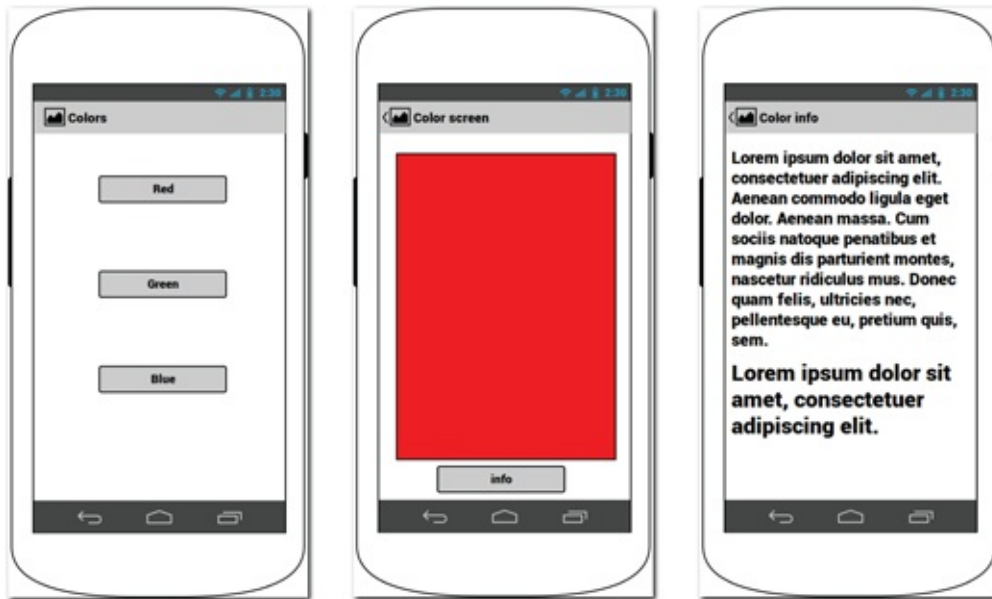 2:30
Colors
Red
Green
Blue
2:30
Color screen
info
2:30
Color info
Lorem ipsum dolor sit amet,
consectetuer adipiscing elit.
Aenean commodo ligula eget
dolor. Aenean massa. Cum
sociis natoque penatibus et
magnis dis parturient montes,
nascetur ridiculus mus. Donec
quam felis, ultricies nec,
pellentesque eu, pretium quis,
sem.
Lorem ipsum dolor sit
amet, consectetuer
adipiscing elit.